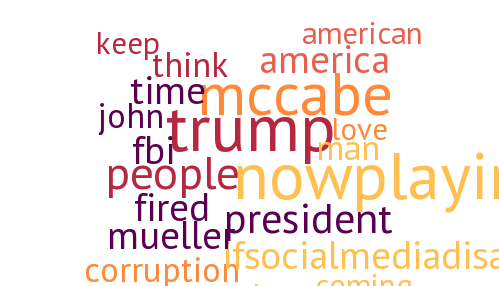 american
keep
america
think
time
mccabe
john
trump
love
fbi
man
people
nowplayin
fired
president
mueller
ifsocialmediadisa
corruption
coming